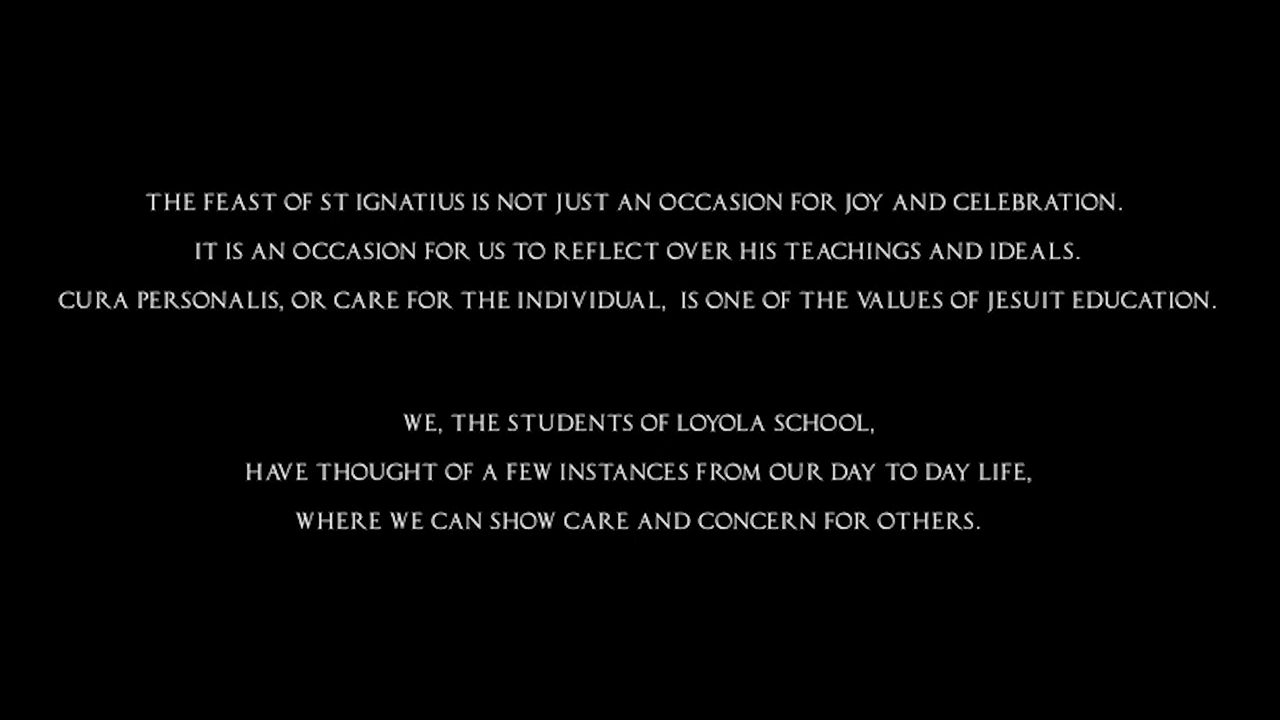 THE FEAST OF ST IGNATIUS IS NOT JUST AN OCCASION FOR JOY AND CELEBRATION.
IT IS AN OCCASION FOR US TO REFLECT OVER HIS TEACHINGS AND IDEALS.
CURA PERSONALIS, OR CARE FOR THE INDIVIDUAL, IS ONE OF THE VALUES OF JESUIT EDUCATION.
WE, THE STUDENTS OF LOYOLA SCHOOL,
HAVE THOUGHT OF A FEW INSTANCES FROM OUR DAY TO DAY LIFE,
WHERE WE CAN SHOW CARE AND CONCERN FOR OTHERS.